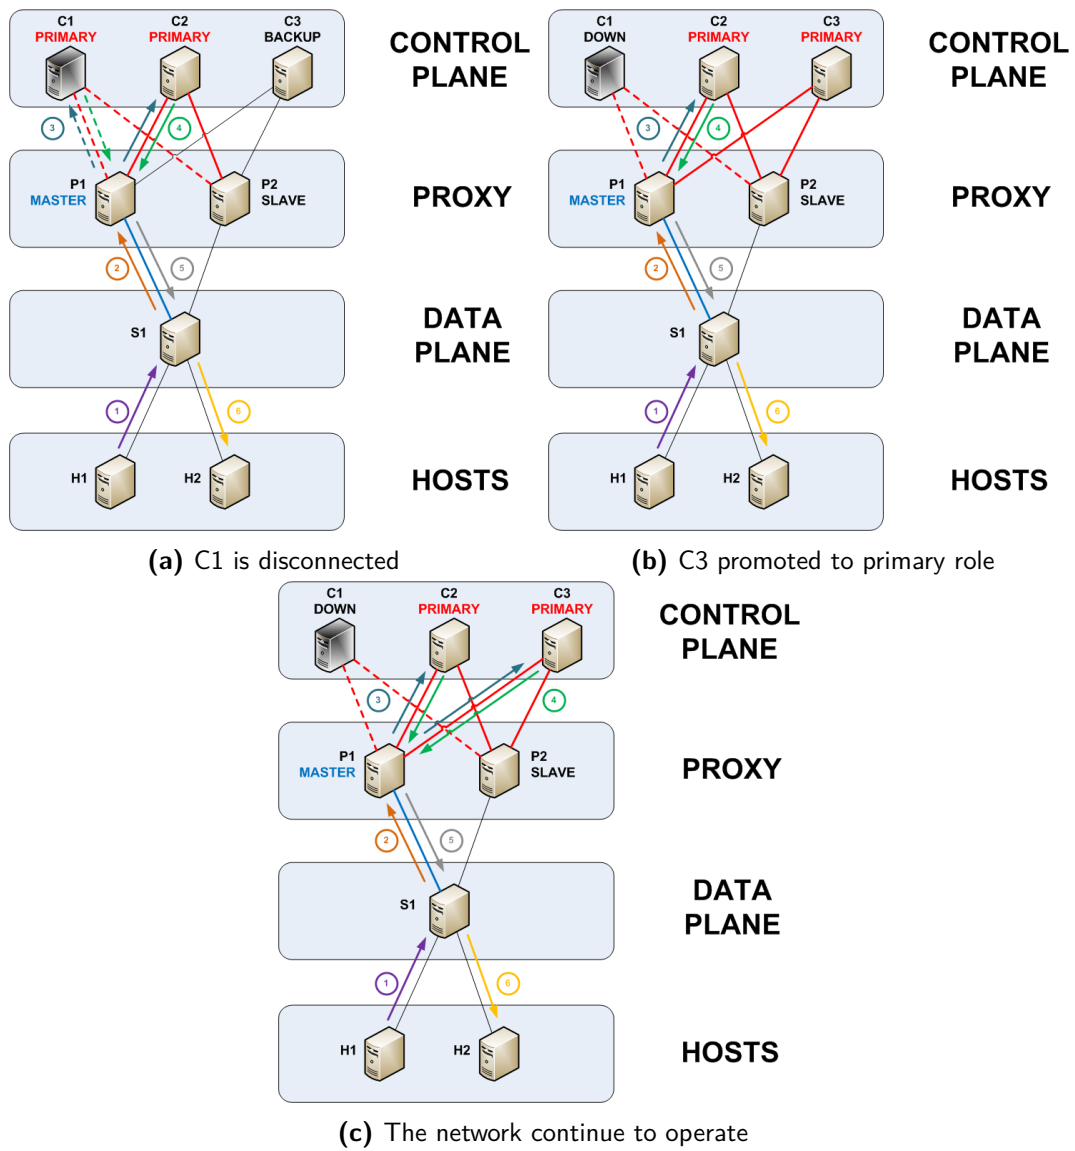 C1
PRIMARY
C2
PRIMARY
C3
BACKUP
CONTROL
PLANE
3
4
P1
MASTER
P2
SLAVE
PROXY
2
5
S1
DATA
PLANE
1
6
H1
H2
HOSTS
(a) C1 is disconnected
C1
DOWN
C2
PRIMARY
C3
PRIMARY
CONTROL
PLANE
3
4
P1
MASTER
P2
SLAVE
PROXY
2
5
S1
DATA
PLANE
1
6
H1
H2
HOSTS
(b) C3 promoted to primary role
C1
DOWN
C2
PRIMARY
C3
PRIMARY
CONTROL
PLANE
3
4
P1
MASTER
P2
SLAVE
PROXY
2
5
S1
DATA
PLANE
1
6
H1
H2
HOSTS
(c) The network continue to operate